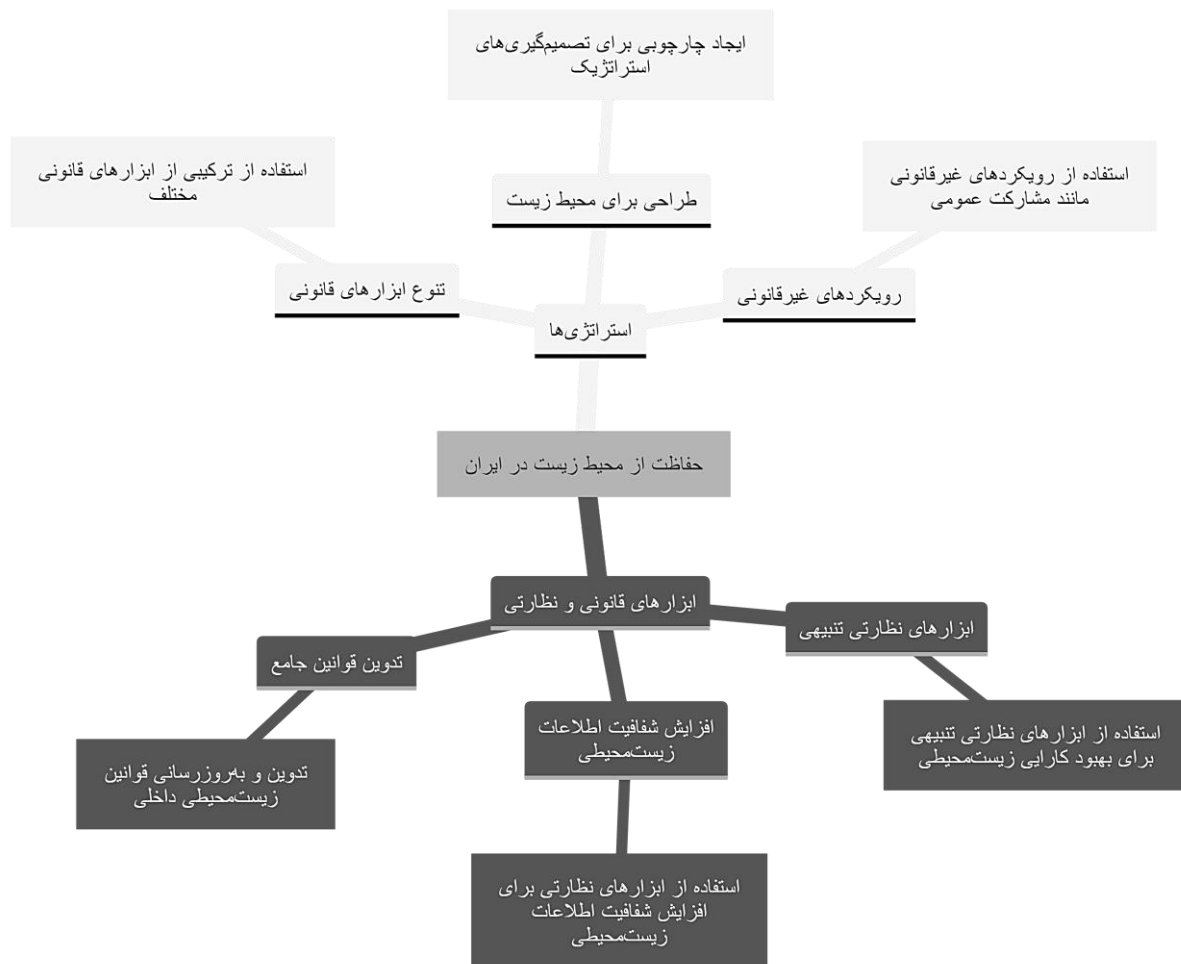 ایجاد چارچوبی برای تصمیم‌گیری‌های
استراتژیک
استفاده از رویکردهای غیرقانونی
مانند مشارکت عمومی
استفاده از ترکیبی از ابزارهای قانونی
مختلف
طراحی برای محیط زیست
رویکردهای غیرقانونی
تنوع ابزارهای قانونی
استراتژی‌ها
حفاظت از محیط زیست در ایران
ابزارهای قانونی و نظارتی
ابزارهای نظارتی تنبیهی
تدوین قوانین جامع
افزایش شفافیت اطلاعات
زیست‌محیطی
استفاده از ابزارهای نظارتی تنبیهی
برای بهبود کارایی زیست‌محیطی
تدوین و به‌روزرسانی قوانین
زیست‌محیطی داخلی
استفاده از ابزارهای نظارتی برای
افزایش شفافیت اطلاعات
زیست‌محیطی